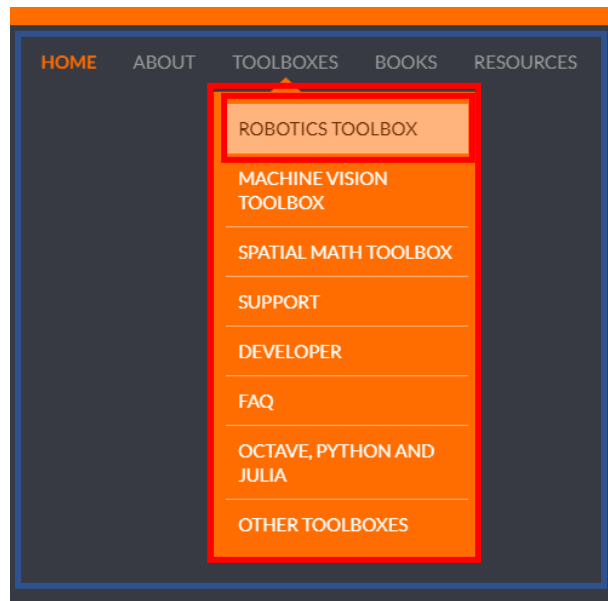 HOME ABOUT TOOLBOXES BOOKS RESOURCES
ROBOTICS TOOLBOX
MACHINE VISION
TOOLBOX
SPATIAL MATH TOOLBOX
SUPPORT
DEVELOPER
FAQ
OCTAVE, PYTHON AND
JULIA
OTHER TOOLBOXES